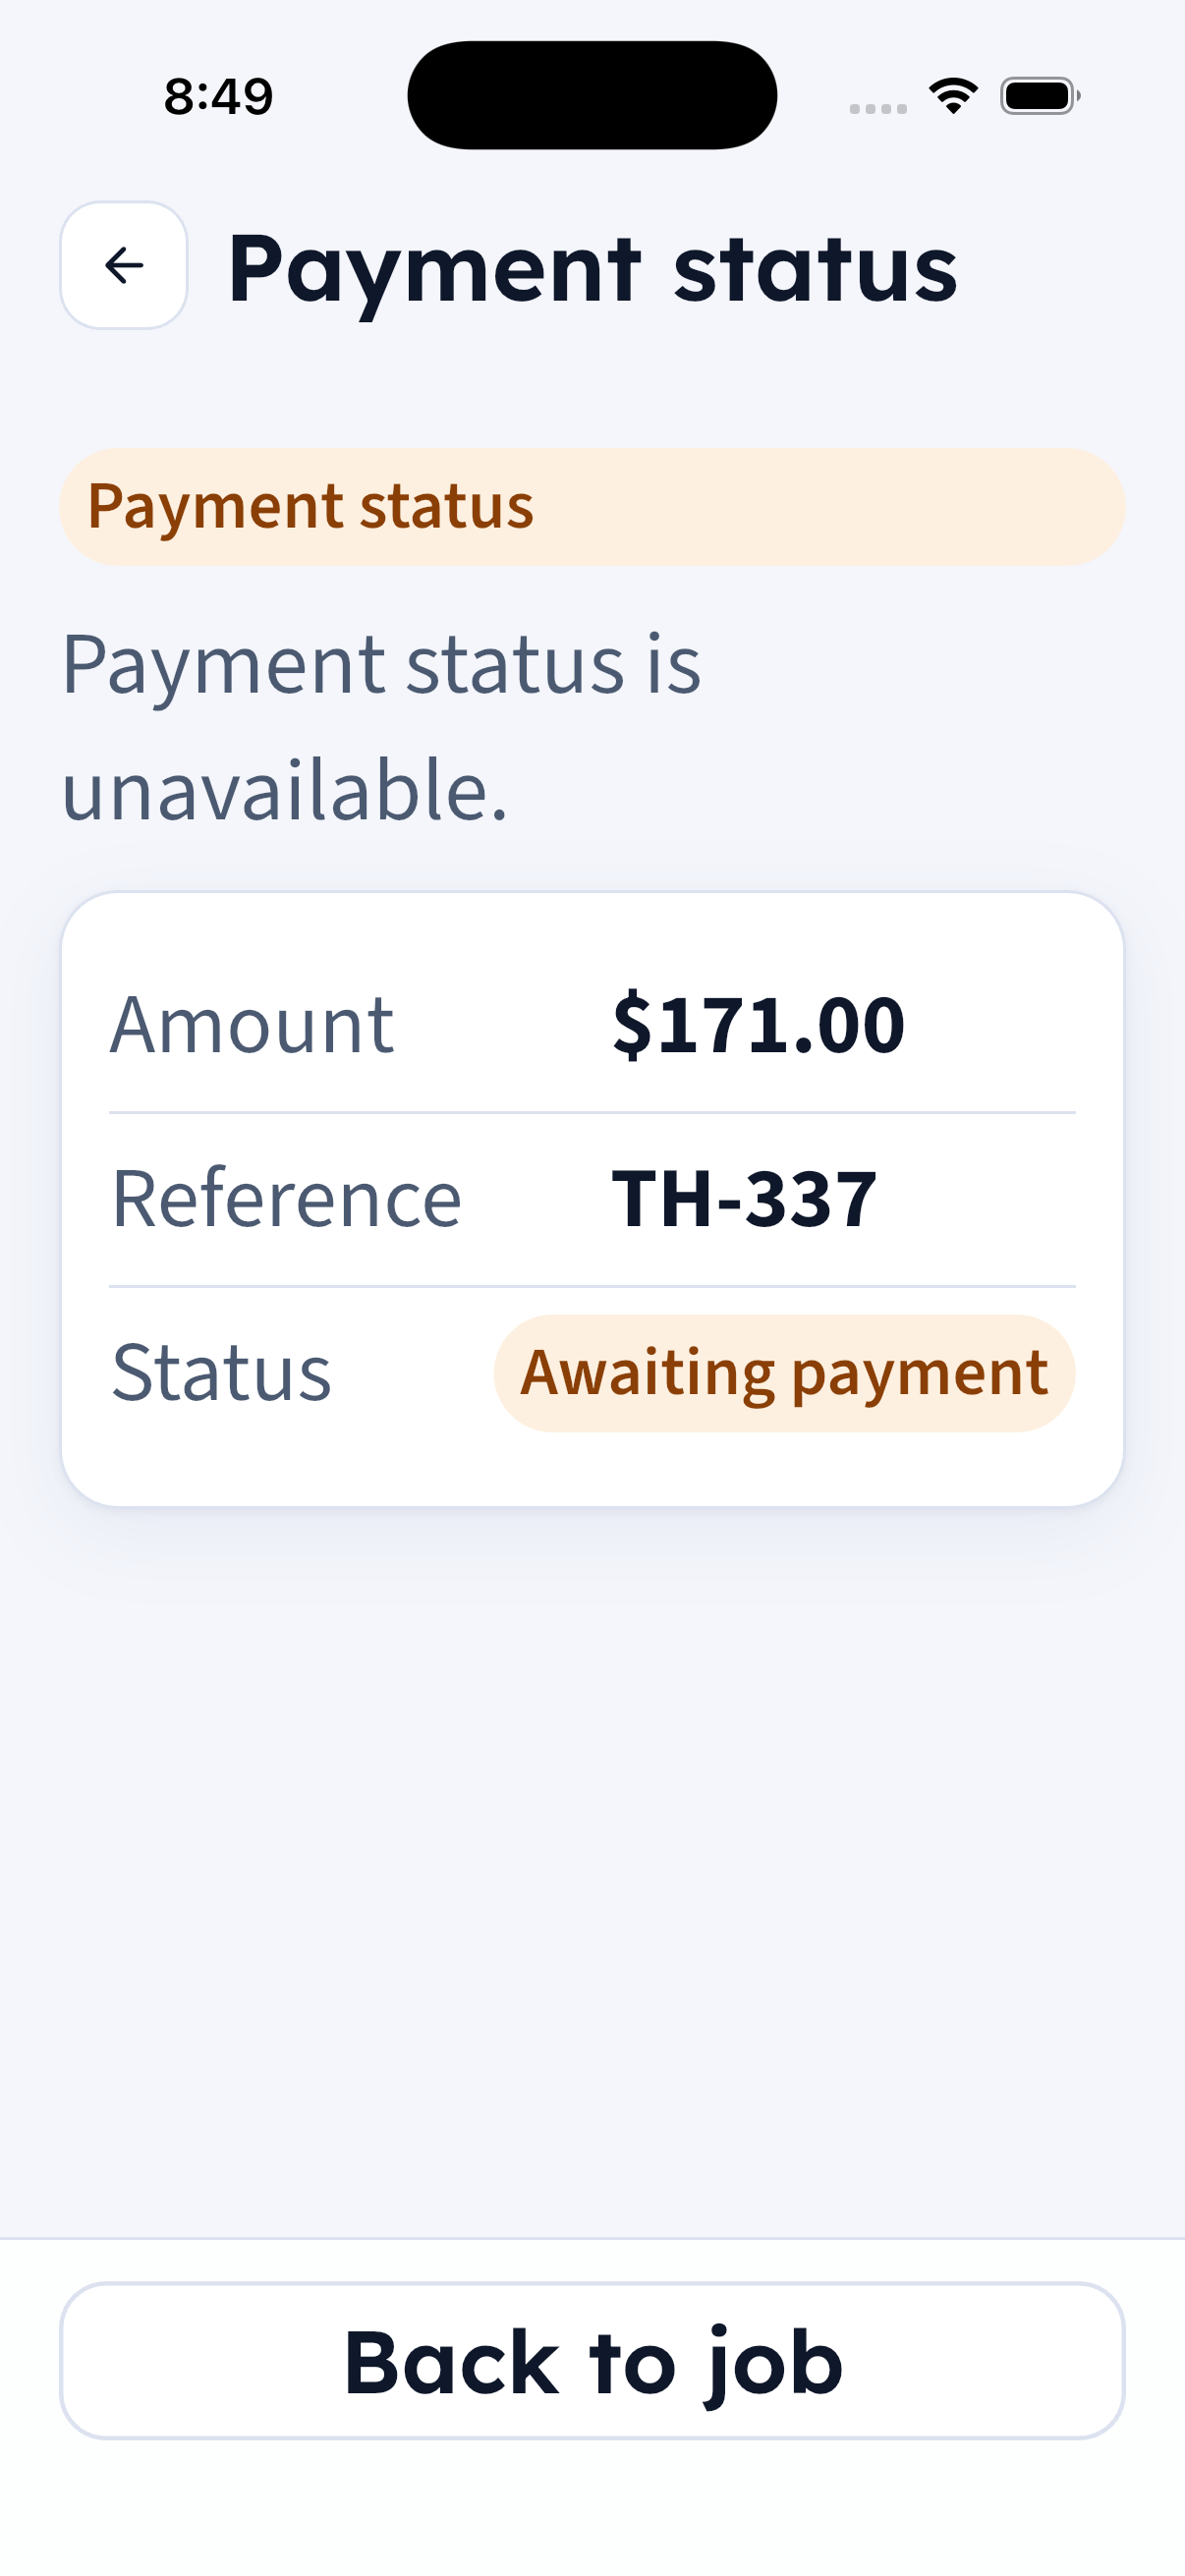 8:49
Payment status
Payment status
Payment status is
unavailable.
Amount $171.00
Reference TH-337
Status Awaiting payment
Back to job